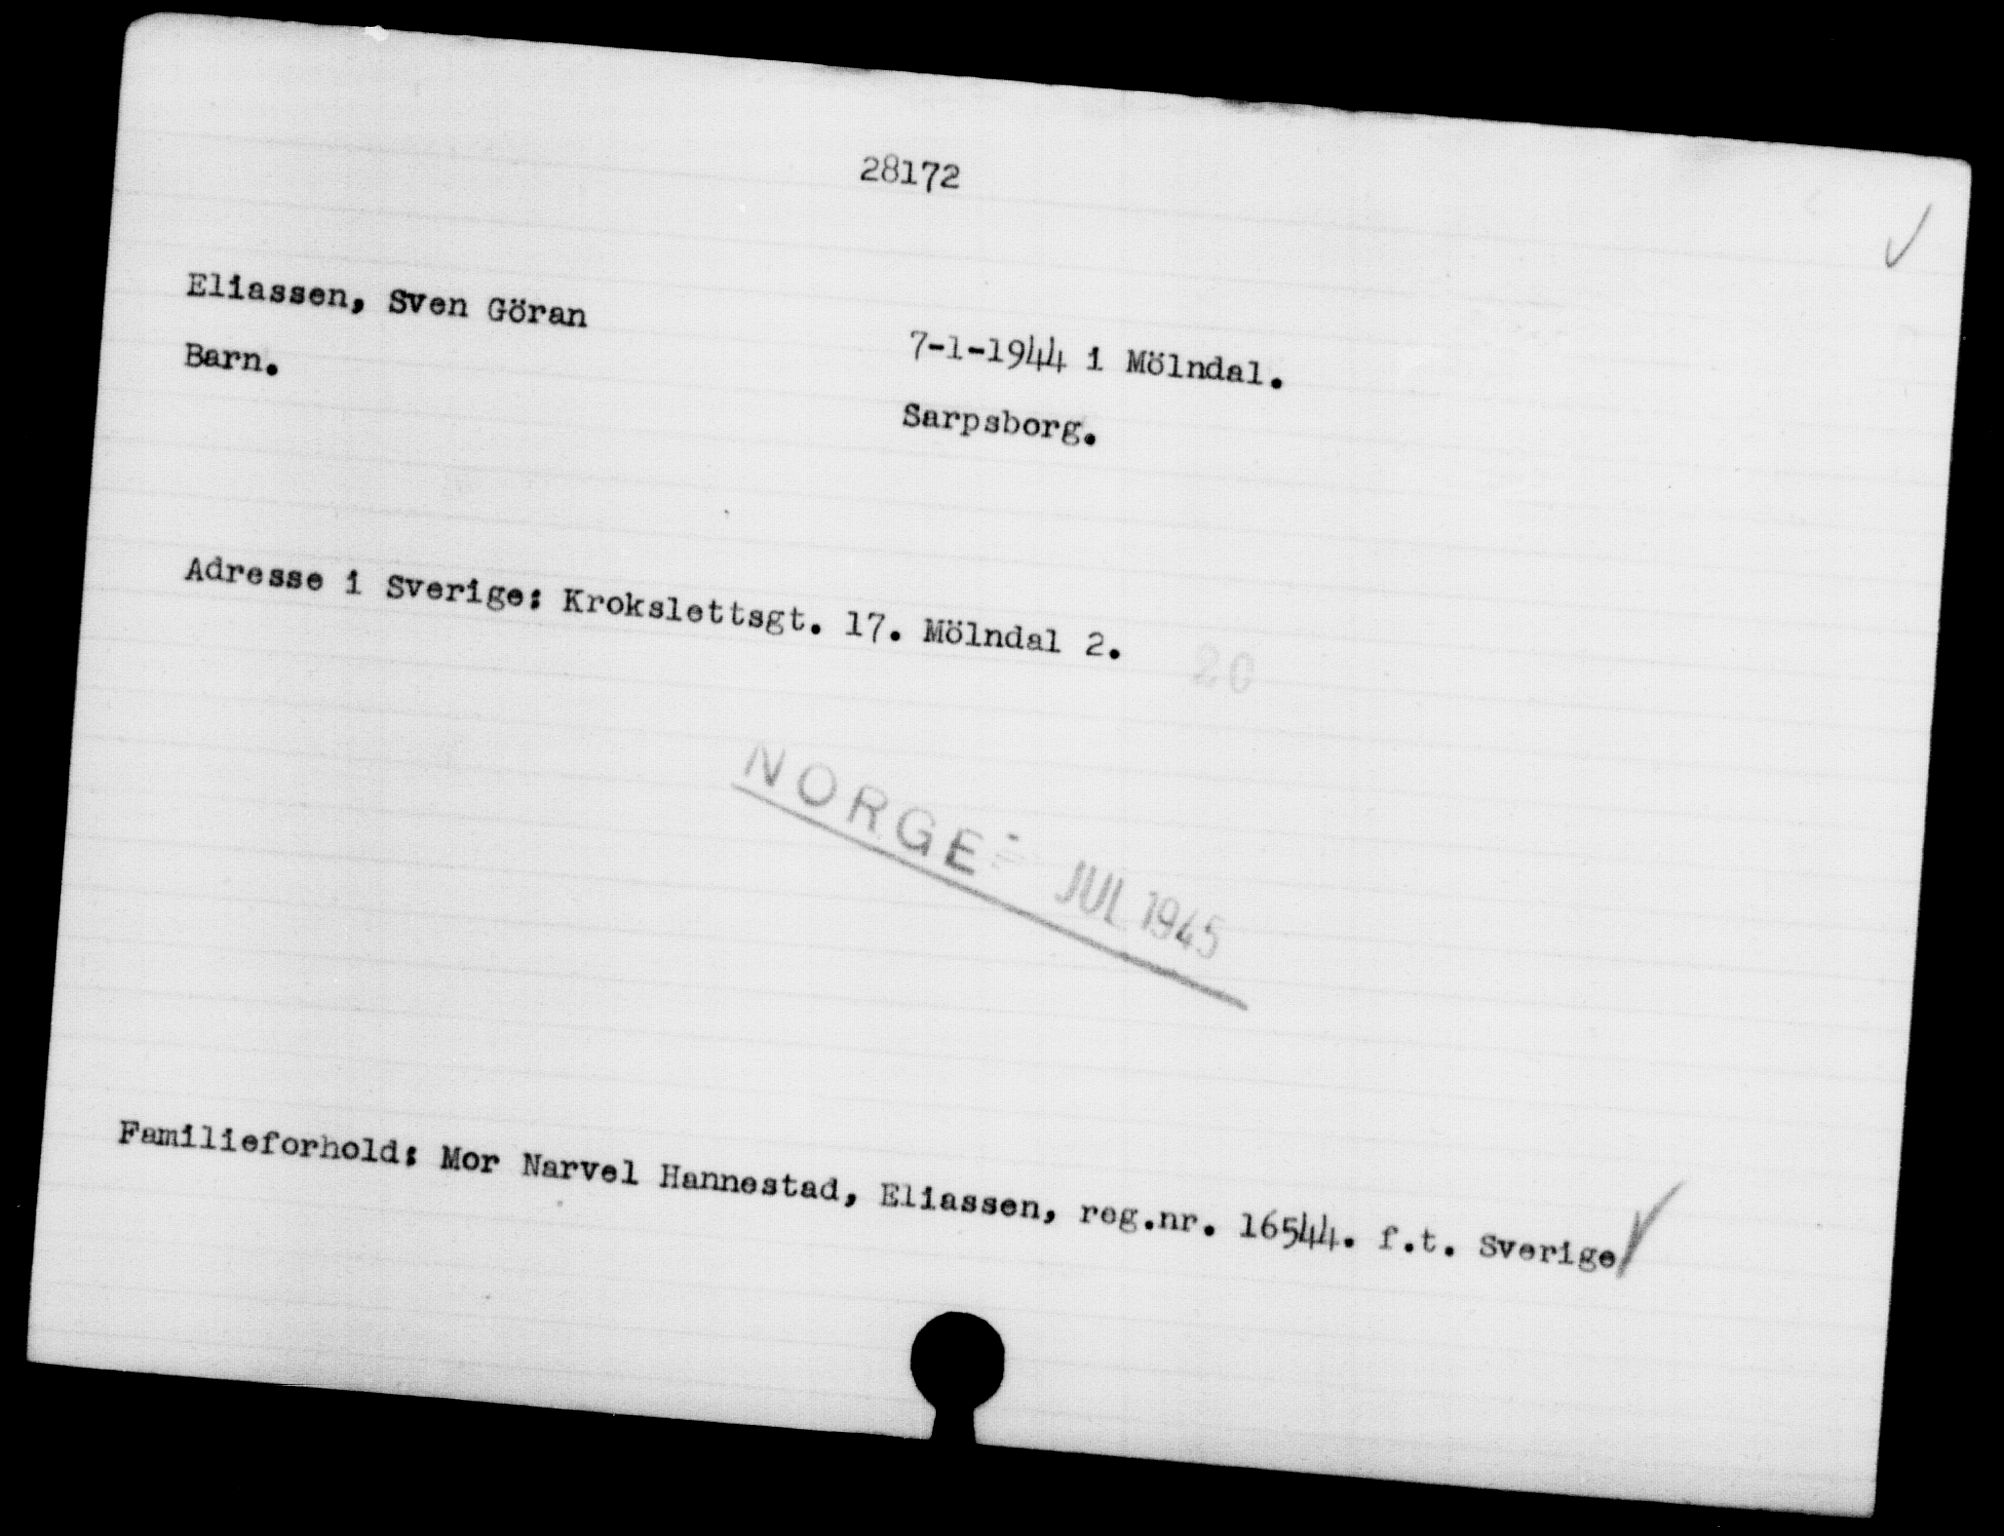 28172
Eliassen, Sven Göran
7-1-1944 i Mölndal.
Barn.
Sarpsborg.
Adresse i Sverige: Krokslettsgt. 17. Mölndal 2.
20
NORGE
JUL 1945
Familieforhold: Mor Narvel Hannestad, Eliassen, reg.nr. 16544. f.t. Sverige